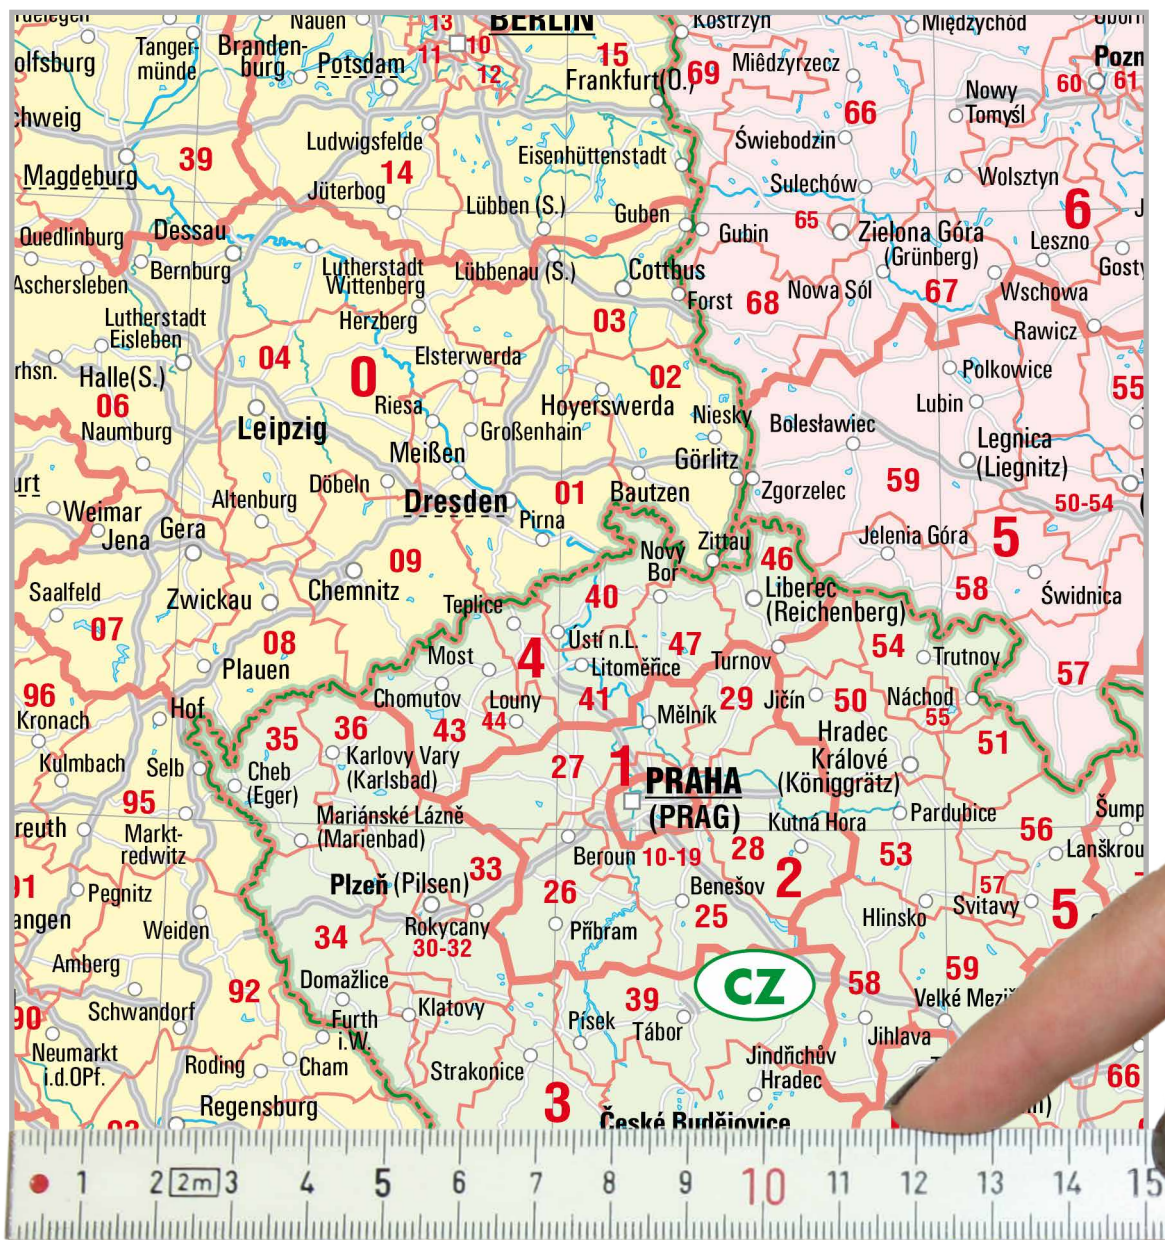 BERLIN
Nauen
13
10
11
12
Tanger-
münde
Branden-
burg
Potsdam
15
Frankfurt(O.)
Kostrzyn
69
Miêdzyrzecz
Międzychód
66
60
61
Nowy
Tomyśl
olfsburg
Ludwigsfelde
39
14
Magdeburg
Jüterbog
Eisenhüttenstadt
Świebodzin
Sulechów
Wolsztyn
6
Lübben (S.)
Guben
Gubin
65
Zielona Góra
(Grünberg)
Leszno
Quedlinburg
Dessau
Bernburg
Aschersleben
Lutherstadt
Wittenberg
Lübbenau (S.)
Cottbus
Forst
68
Nowa Sól
67
Wschowa
Rawicz
Lutherstadt
Eisleben
Herzberg
03
04
0
Elsterwerda
02
Halle(S.)
06
Naumburg
Riesa
Hoyerswerda
Niesky
Polkowice
Lubin
55
Bolesławiec
Leipzig
Großenhain
Meißen
Görlitz
Legnica
(Liegnitz)
Altenburg
Döbeln
Dresden
01
Bautzen
Zgorzelec
59
50-54
Weimar
Jena
Gera
Pirna
Nový
Bor
Zittau
46
Jelenia Góra
5
Saalfeld
07
Zwickau
Chemnitz
09
Teplice
40
Liberec
(Reichenberg)
58
Świdnica
08
Plauen
Most
4
Ústí n.L.
Litoměřice
47
Turnov
54
Trutnov
57
96
Kronach
Hof
Chomutov
Louny
41
Mělník
29
Jičín
50
Náchod
55
35
36
43
44
Karlovy Vary
(Karlsbad)
27
1
Hradec
Králové
(Königgrätz)
51
Kulmbach
Selb
Cheb
(Eger)
PRAHA
(PRAG)
95
Markt-
redwitz
Mariánské Lázně
(Marienbad)
Kutná Hora
Pardubice
56
Beroun
10-19
28
53
Pegnitz
Plzeň (Pilsen)
33
26
Benešov
2
57
Svitavy
5
Weiden
Rokycany
30-32
34
Příbram
25
Hlinsko
Amberg
92
Domažlice
CZ
58
59
Schwandorf
Furth
i.W.
Klatovy
39
Písek
Tábor
Jihlava
Neumarkt
i.d.OPf.
Roding
Cham
Strakonice
Jindřichův
Hradec
66
Regensburg
3
České Budějovice
1 2 2m 3 4 5 6 7 8 9 10 11 12 13 14 15